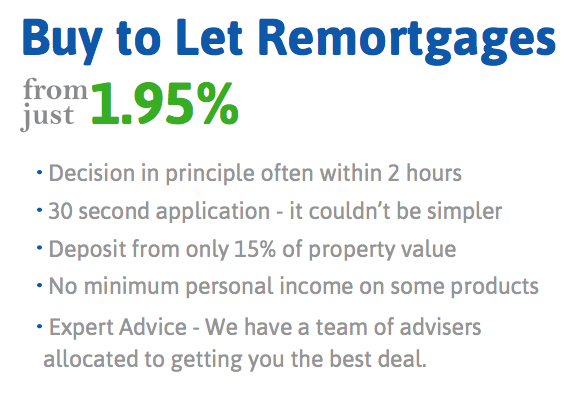 Buy to Let Remortgages
from just 1.95%
· Decision in principle often within 2 hours
· 30 second application - it couldn’t be simpler
· Deposit from only 15% of property value
· No minimum personal income on some products
· Expert Advice - We have a team of advisers
allocated to getting you the best deal.